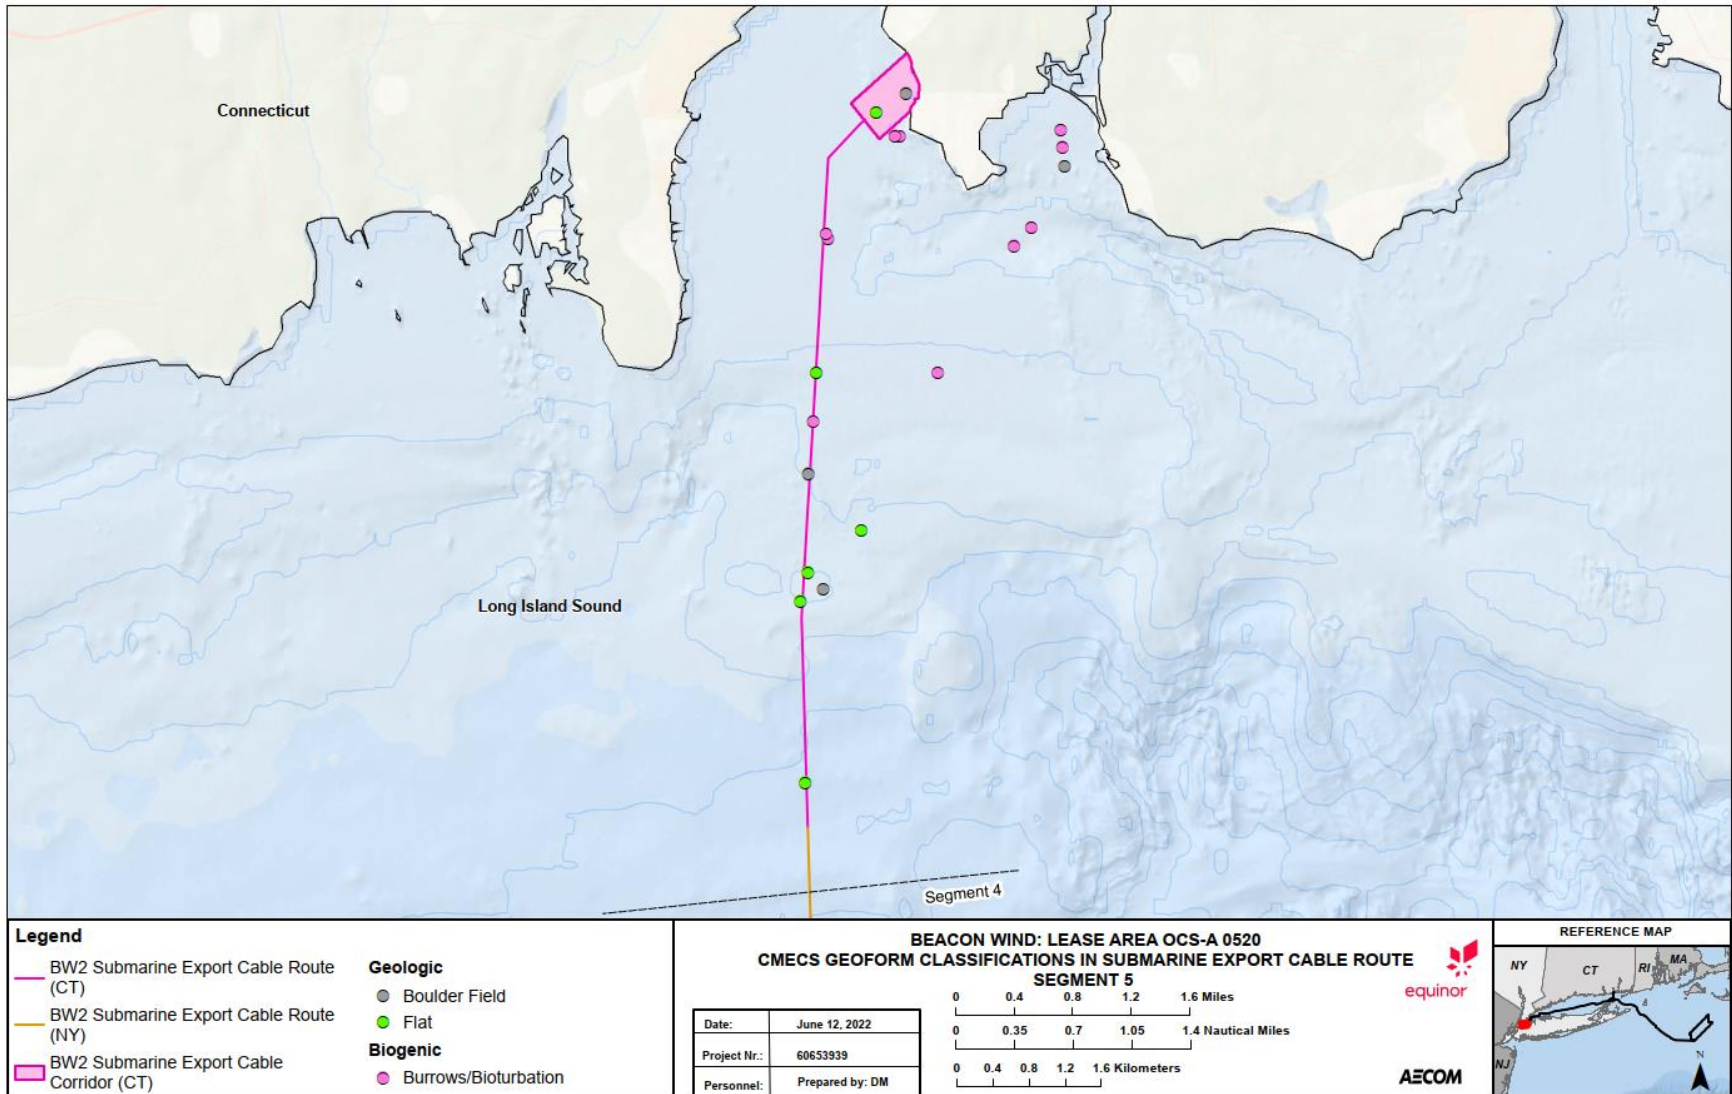 Connecticut
Long Island Sound
Segment 4
Legend
BW2 Submarine Export Cable Route
(CT)
BW2 Submarine Export Cable Route
(NY)
BW2 Submarine Export Cable
Corridor (CT)
Geologic
Boulder Field
Flat
Biogenic
Burrows/Bioturbation
BEACON WIND: LEASE AREA OCS-A 0520
CMECS GEOFORM CLASSIFICATIONS IN SUBMARINE EXPORT CABLE ROUTE
SEGMENT 5
equinor
Date: June 12, 2022
Project Nr.: 60653939
Personnel: Prepared by: DM
0 0.4 0.8 1.2 1.6 Miles
0 0.35 0.7 1.05 1.4 Nautical Miles
0 0.4 0.8 1.2 1.6 Kilometers
AECOM
REFERENCE MAP
NY CT RI MA
NJ
N